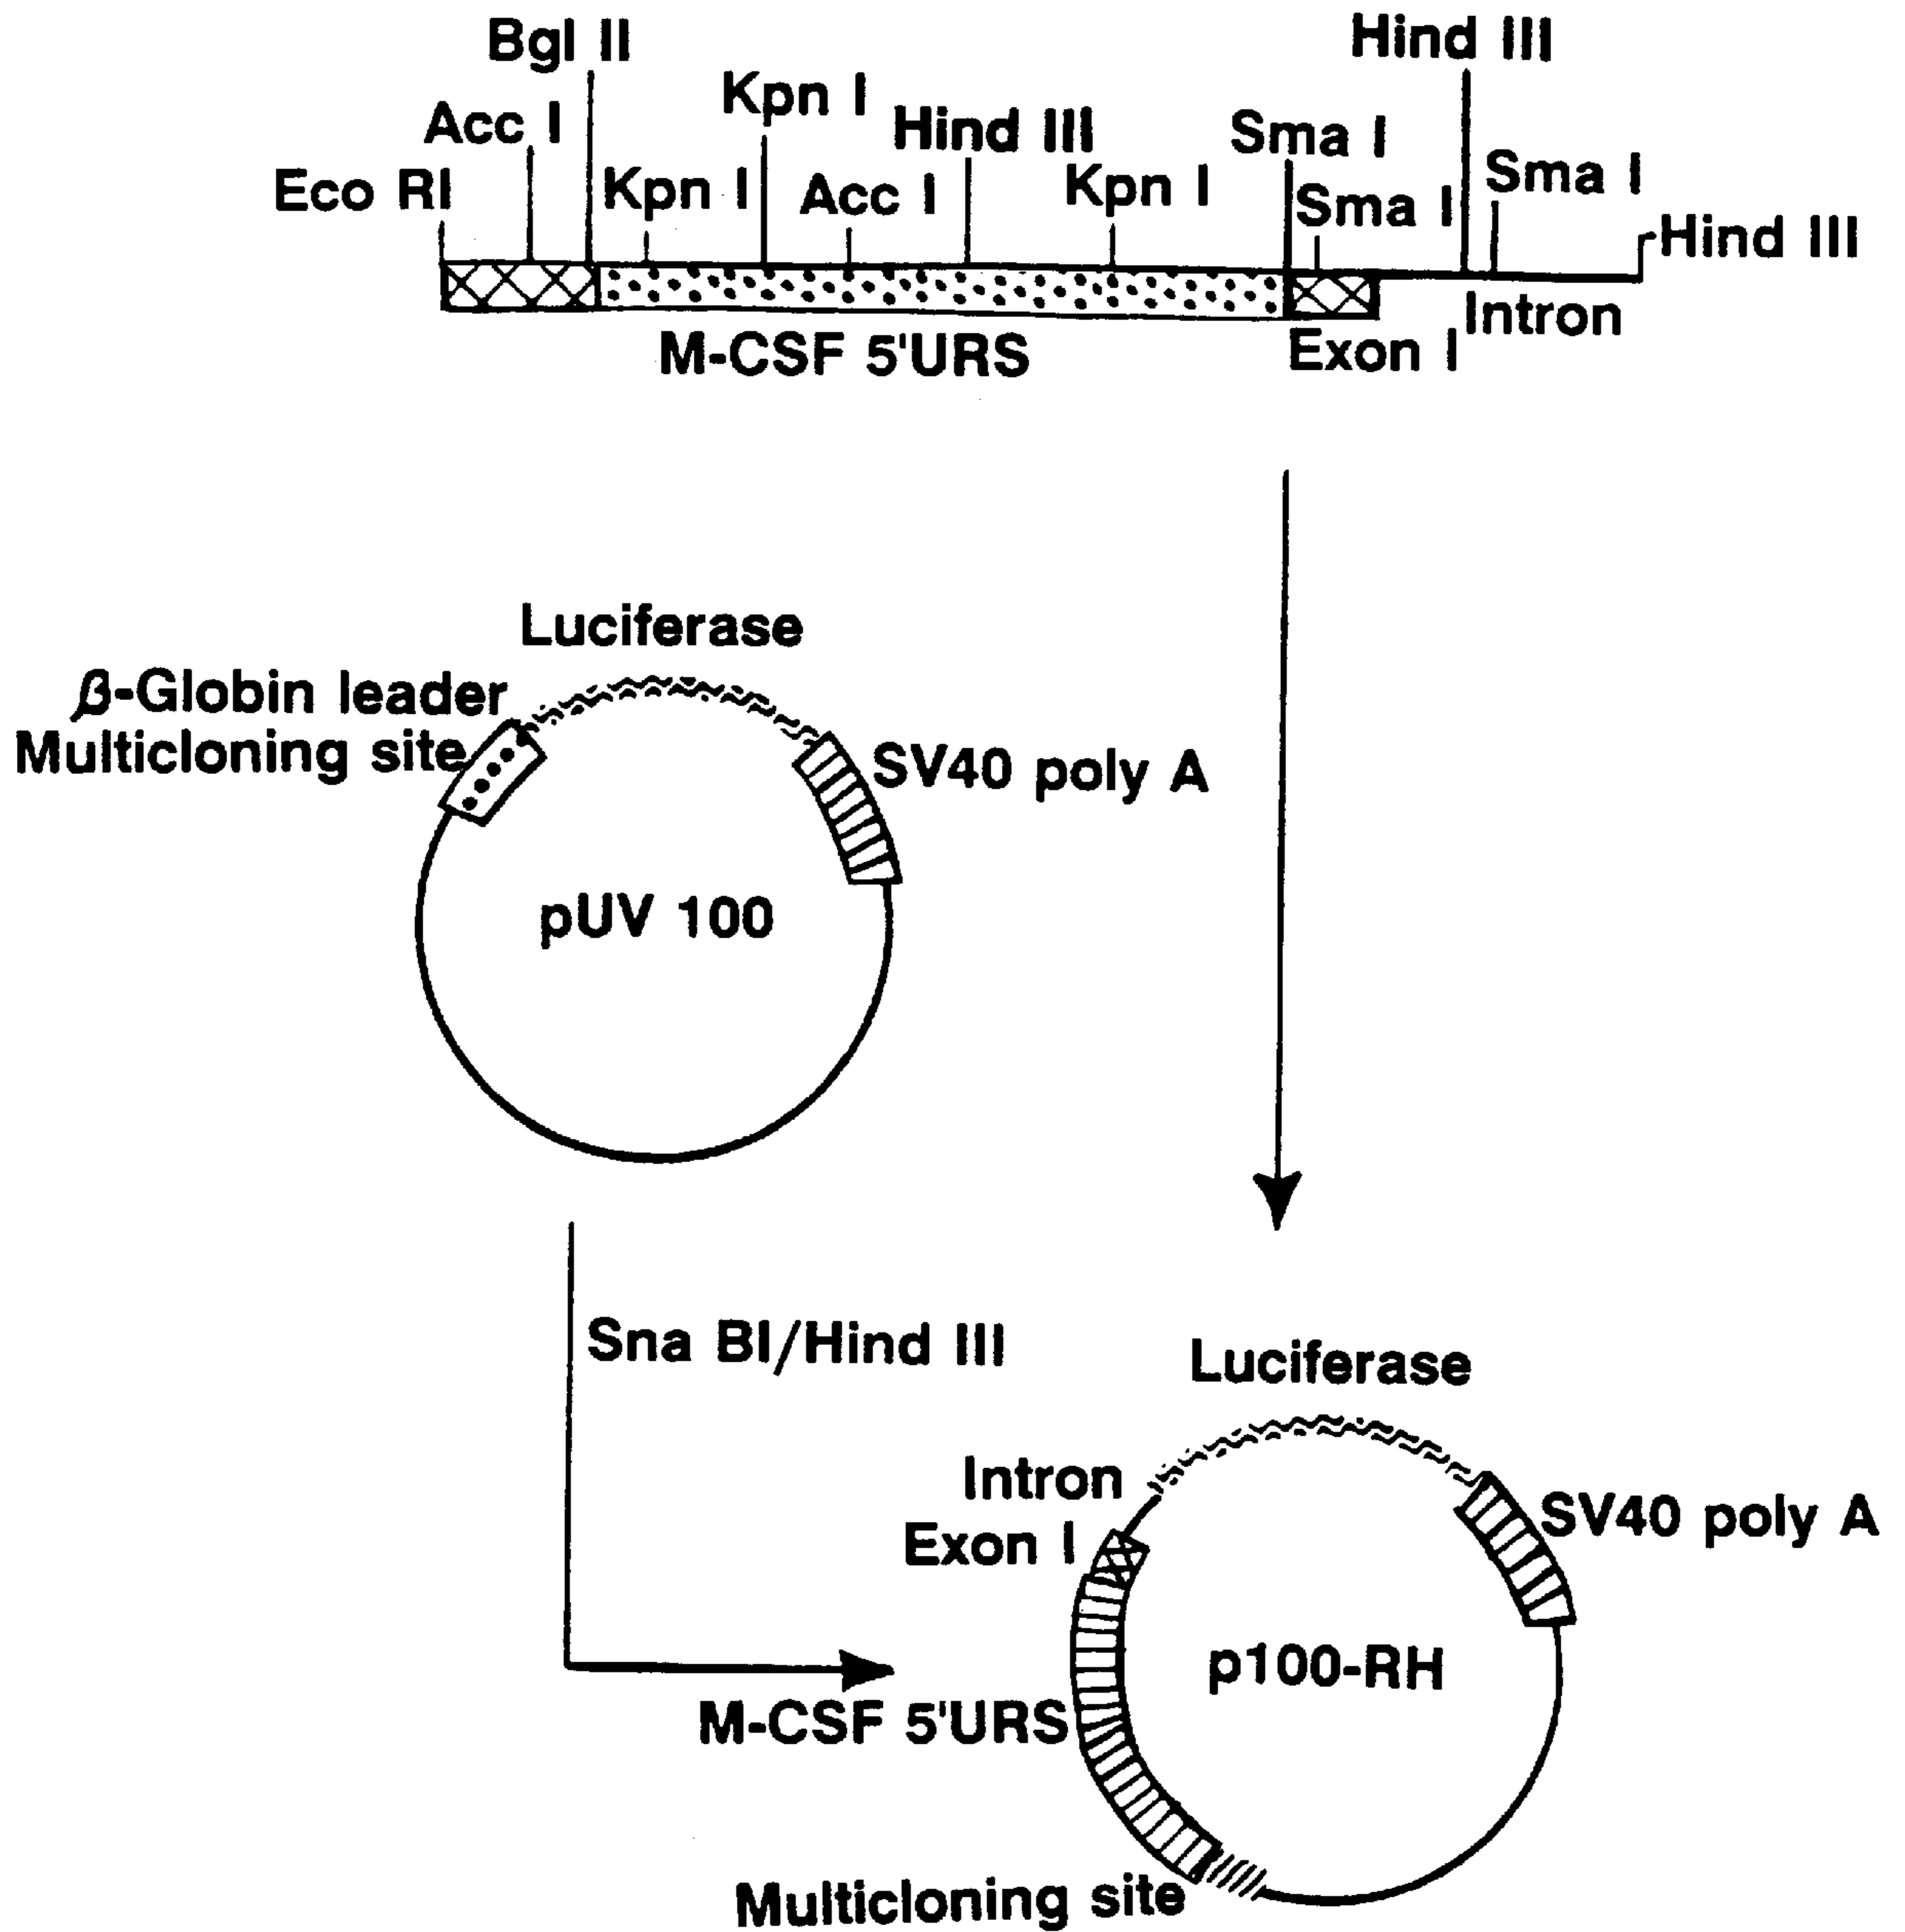 Bgl II
Hind III
Kpn I
Acc I
Hind III
Sma I
Eco RI
Kpn I
Acc I
Kpn I
Sma I
Sma I
Hind III
M-CSF 5'URS
Exon I
Intron
Luciferase
β-Globin leader
Multicloning site
SV40 poly A
pUV 100
Sna BI/Hind III
Luciferase
Intron
Exon I
SV40 poly A
p100-RH
M-CSF 5'URS
Multicloning site